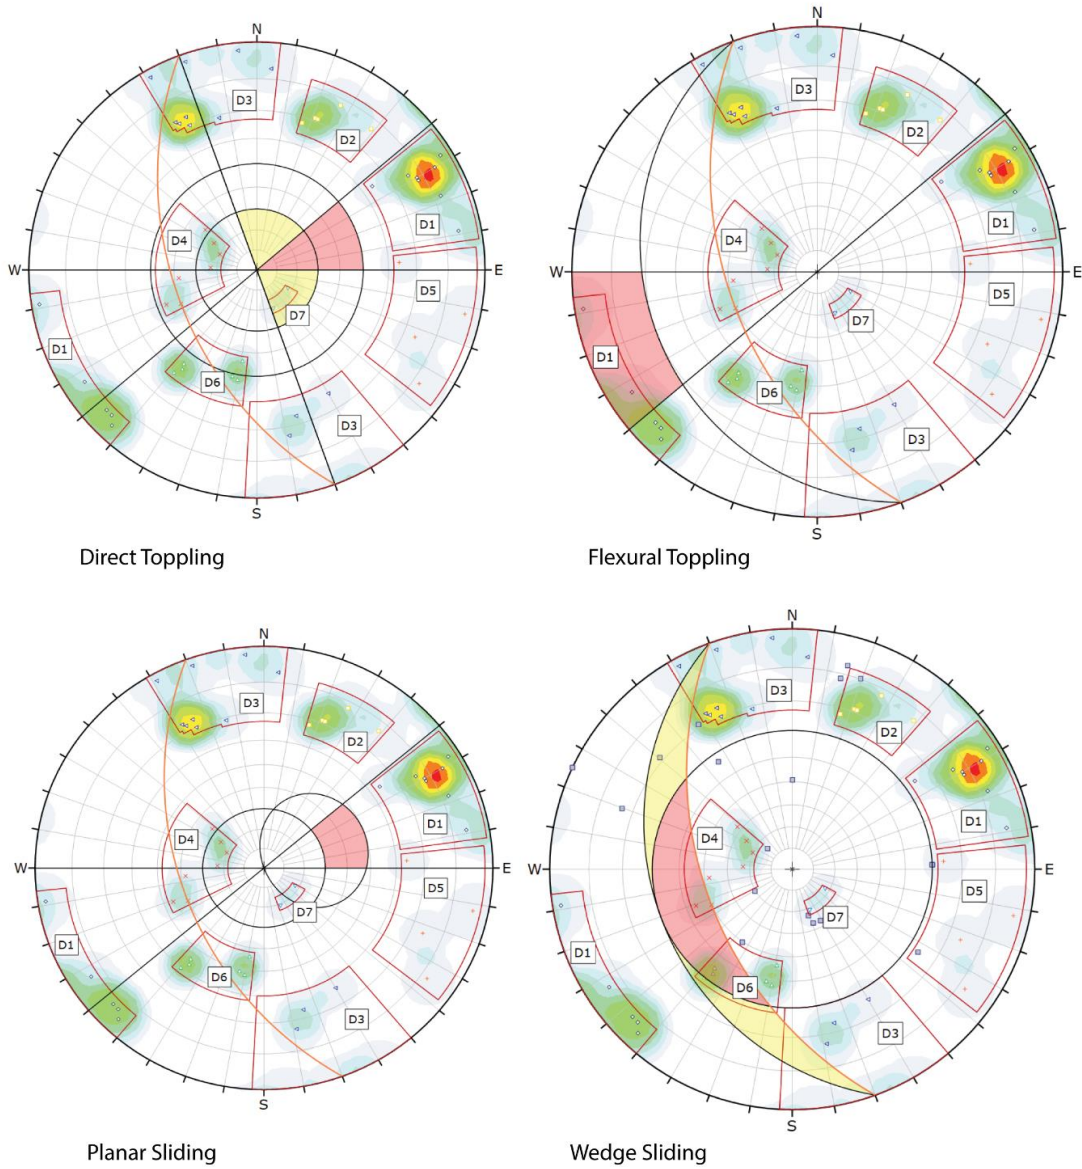 N
D3
D2
D1
D4
W
E
D5
D7
D1
D6
D3
S
Direct Toppling
N
D3
D2
D1
D4
W
E
D5
D7
D1
D6
D3
S
Flexural Toppling
N
D3
D2
D1
D4
W
E
D5
D7
D1
D6
D3
S
Planar Sliding
N
D3
D2
D1
D4
W
E
D5
D7
D1
D6
D3
S
Wedge Sliding